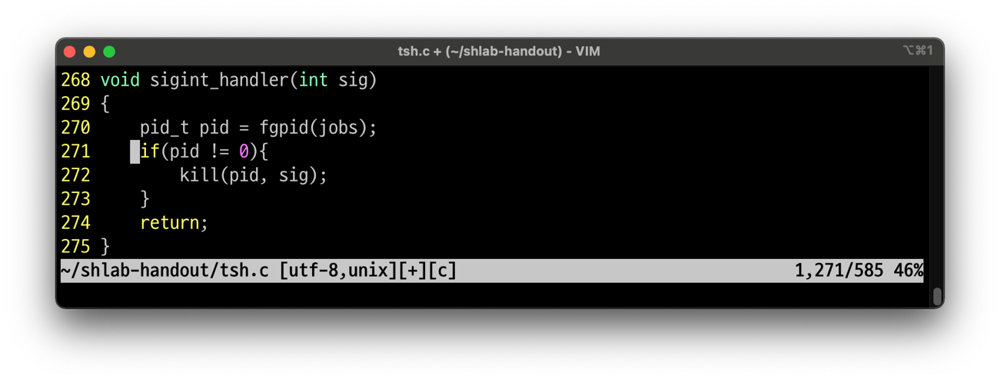 tsh.c + (~/shlab-handout) - VIM
⌥⌘1
268 void sigint_handler(int sig)
269 {
270     pid_t pid = fgpid(jobs);
271     if(pid != 0){
272         kill(pid, sig);
273     }
274     return;
275 }
~/shlab-handout/tsh.c [utf-8,unix][+][c] 1,271/585 46%